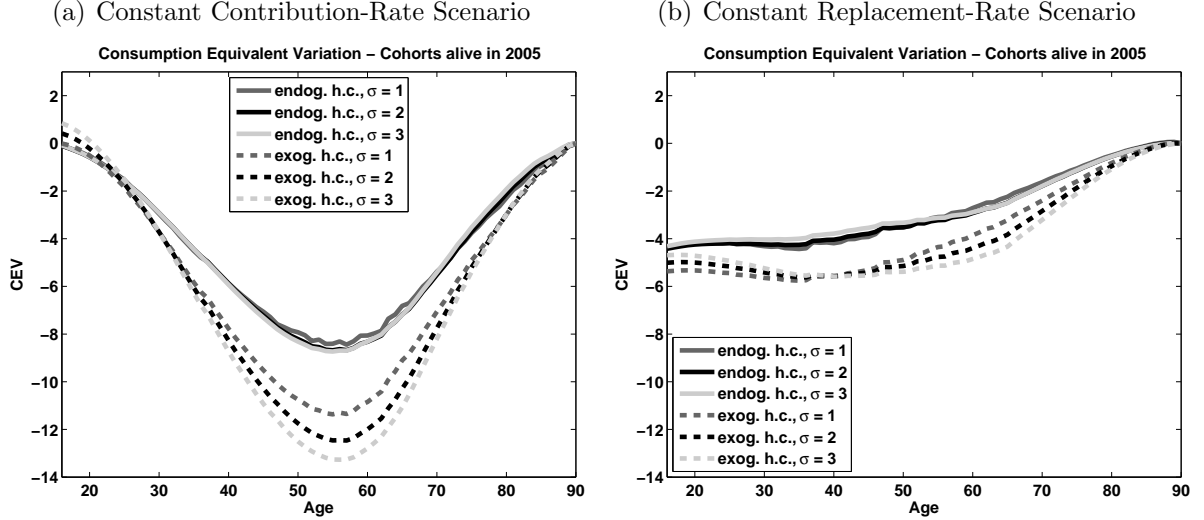 (a) Constant Contribution-Rate Scenario
Consumption Equivalent Variation – Cohorts alive in 2005
2
0
−2
−4
−6
−8
−10
−12
−14
CEV
endog. h.c., σ = 1
endog. h.c., σ = 2
endog. h.c., σ = 3
exog. h.c., σ = 1
exog. h.c., σ = 2
exog. h.c., σ = 3
20 30 40 50 60 70 80 90
Age
(b) Constant Replacement-Rate Scenario
Consumption Equivalent Variation – Cohorts alive in 2005
2
0
−2
−4
−6
−8
−10
−12
−14
CEV
endog. h.c., σ = 1
endog. h.c., σ = 2
endog. h.c., σ = 3
exog. h.c., σ = 1
exog. h.c., σ = 2
exog. h.c., σ = 3
20 30 40 50 60 70 80 90
Age